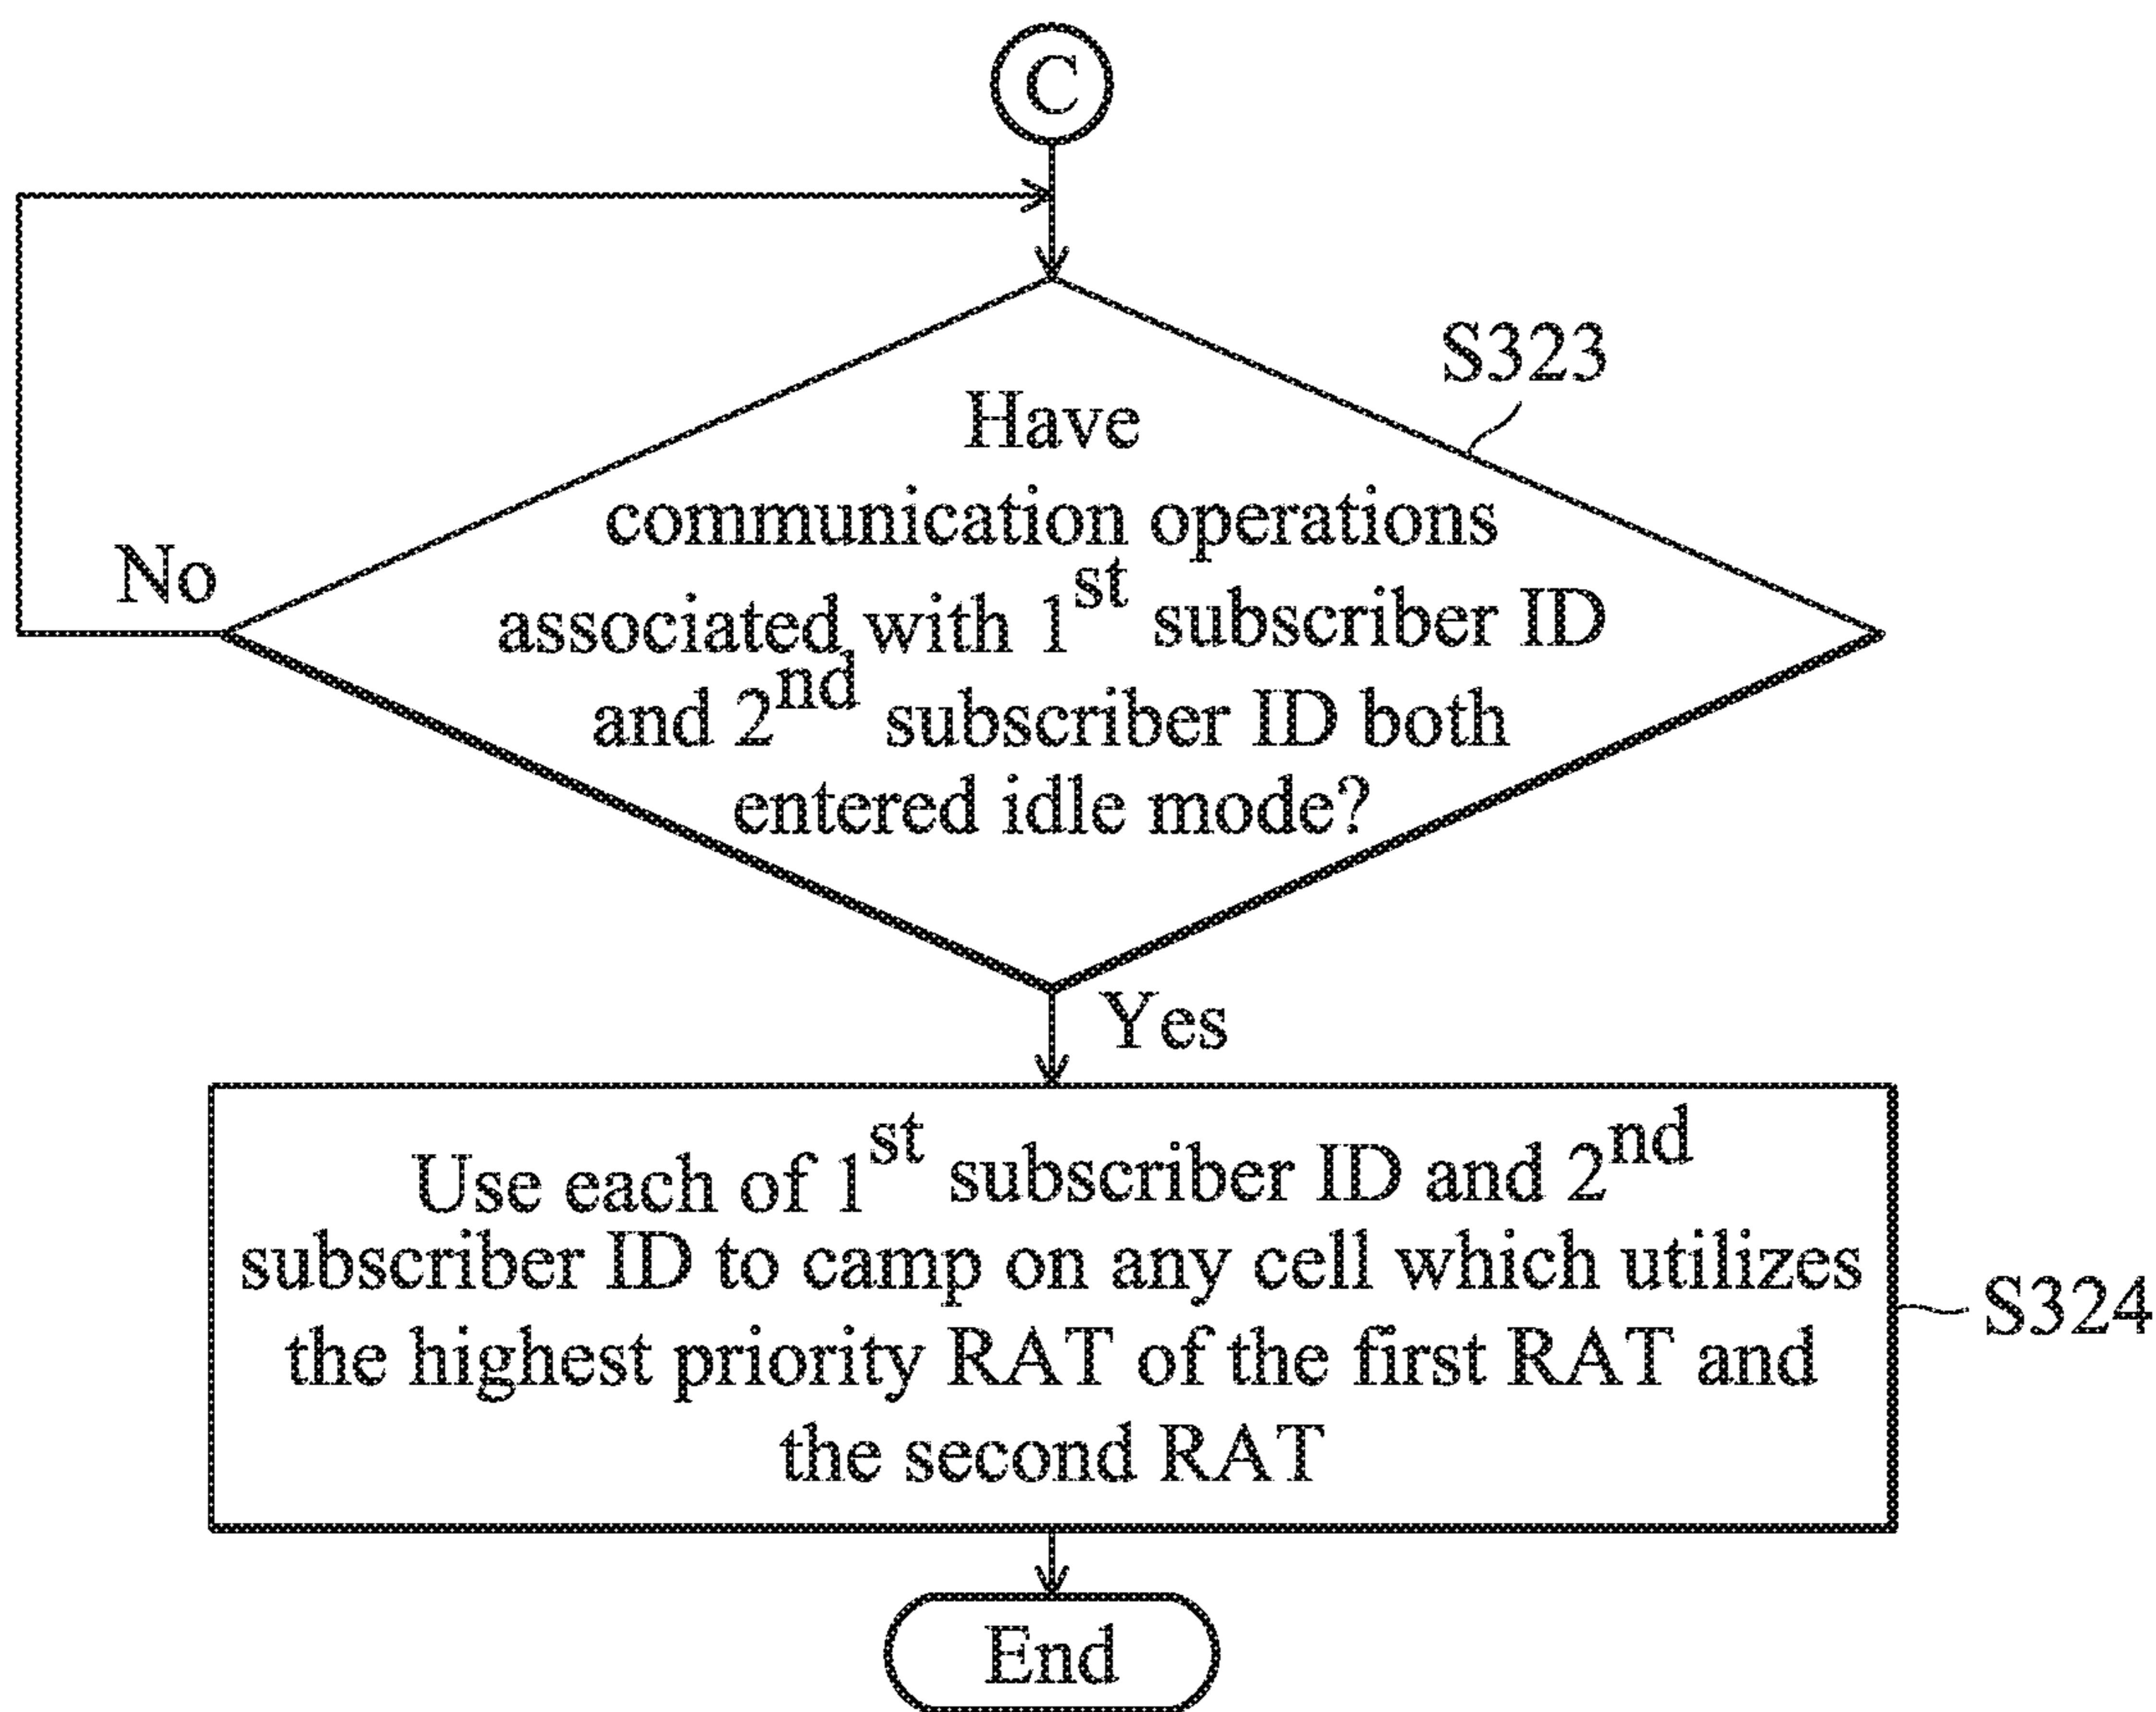 C
S323
Have
communication operations
associated with 1st subscriber ID
and 2nd subscriber ID both
entered idle mode?
No
Yes
Use each of 1st subscriber ID and 2nd
subscriber ID to camp on any cell which utilizes
the highest priority RAT of the first RAT and
the second RAT
S324
End